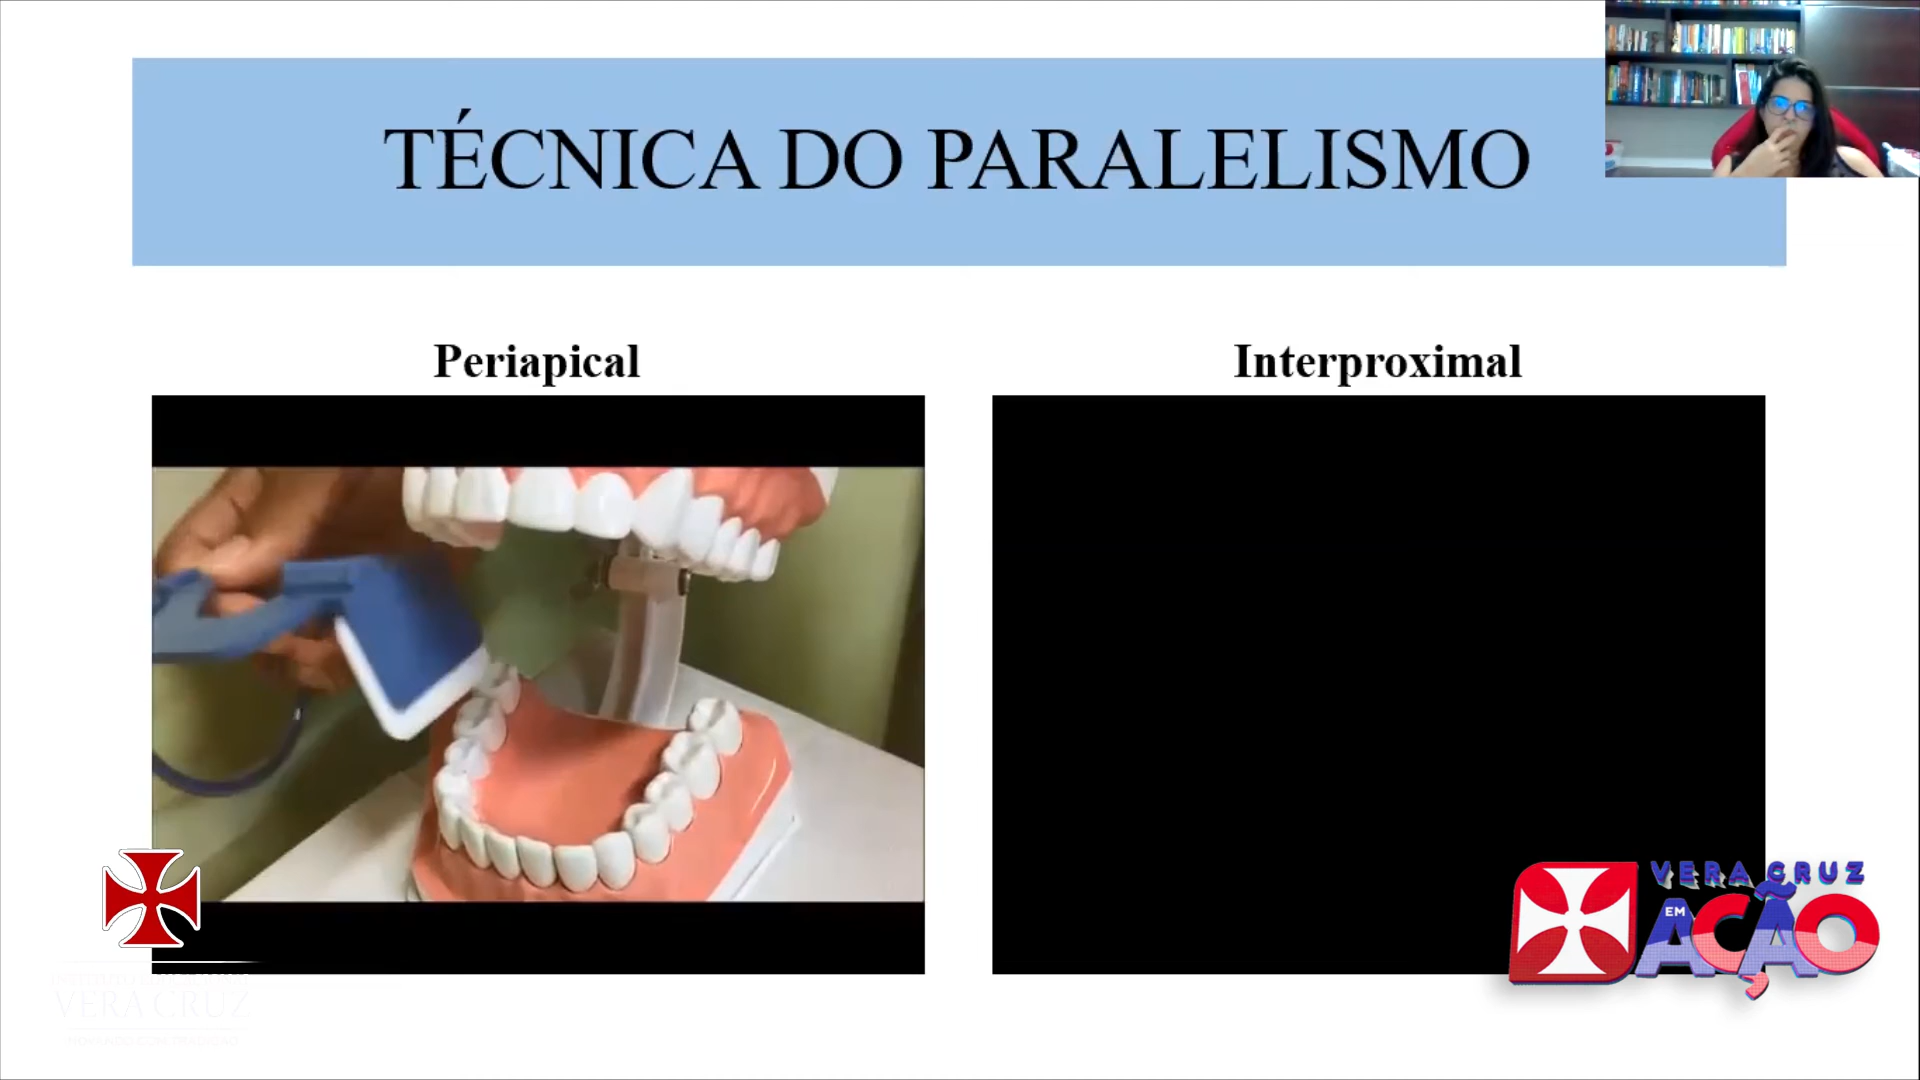 TÉCNICA DO PARALELISMO
Periapical
Interproximal
VERA CRUZ
EM
AÇÃO
VERA CRUZ